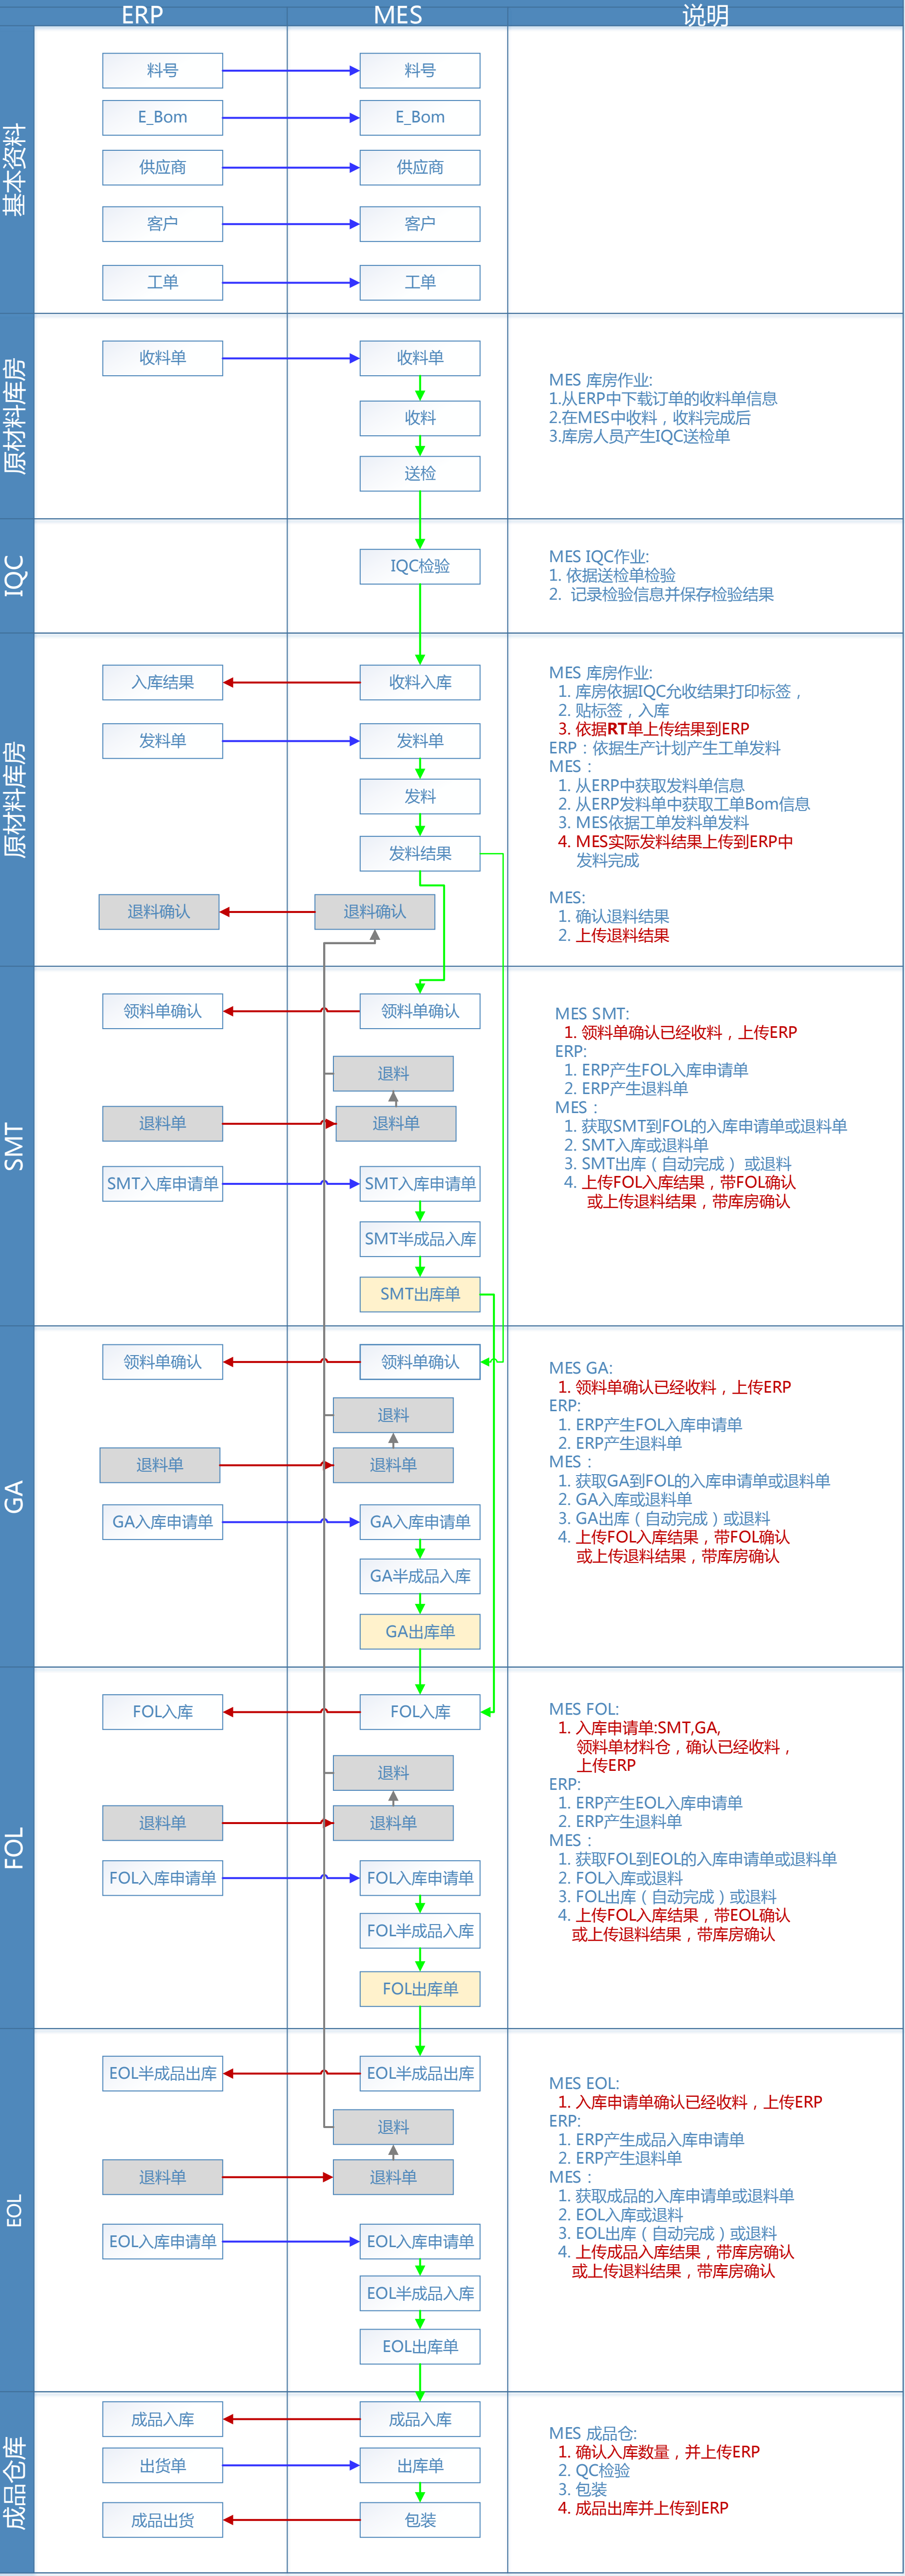 ERP MES 说明
基本资料
料号 料号
E_Bom E_Bom
供应商 供应商
客户 客户
工单 工单
原材料库房
收料单 收料单
收料
送检
MES 库房作业:
1.从ERP中下载订单的收料单信息
2.在MES中收料，收料完成后
3.库房人员产生IQC送检单
IQC
IQC检验
MES IQC作业:
1. 依据送检单检验
2. 记录检验信息并保存检验结果
原材料库房
入库结果 收料入库
发料单 发料单
发料
发料结果
退料确认 退料确认
MES 库房作业:
1. 库房依据IQC允收结果打印标签，
2. 贴标签，入库
3. 依据RT单上传结果到ERP
ERP：依据生产计划产生工单发料
MES：
1. 从ERP中获取发料单信息
2. 从ERP发料单中获取工单Bom信息
3. MES依据工单发料单发料
4. MES实际发料结果上传到ERP中
发料完成
MES:
1. 确认退料结果
2. 上传退料结果
SMT
领料单确认 领料单确认
退料
退料单 退料单
SMT入库申请单 SMT入库申请单
SMT半成品入库
SMT出库单
MES SMT:
1. 领料单确认已经收料，上传ERP
ERP:
1. ERP产生FOL入库申请单
2. ERP产生退料单
MES：
1. 获取SMT到FOL的入库申请单或退料单
2. SMT入库或退料单
3. SMT出库（自动完成） 或退料
4. 上传FOL入库结果，带FOL确认
或上传退料结果，带库房确认
GA
领料单确认 领料单确认
退料
退料单 退料单
GA入库申请单 GA入库申请单
GA半成品入库
GA出库单
MES GA:
1. 领料单确认已经收料，上传ERP
ERP:
1. ERP产生FOL入库申请单
2. ERP产生退料单
MES：
1. 获取GA到FOL的入库申请单或退料单
2. GA入库或退料单
3. GA出库（自动完成）或退料
4. 上传FOL入库结果，带FOL确认
或上传退料结果，带库房确认
FOL
FOL入库 FOL入库
退料
退料单 退料单
FOL入库申请单 FOL入库申请单
FOL半成品入库
FOL出库单
MES FOL:
1. 入库申请单:SMT,GA,
领料单材料仓，确认已经收料，
上传ERP
ERP:
1. ERP产生EOL入库申请单
2. ERP产生退料单
MES：
1. 获取FOL到EOL的入库申请单或退料单
2. FOL入库或退料
3. FOL出库（自动完成）或退料
4. 上传FOL入库结果，带EOL确认
或上传退料结果，带库房确认
EOL
EOL半成品出库 EOL半成品出库
退料
退料单 退料单
EOL入库申请单 EOL入库申请单
EOL半成品入库
EOL出库单
MES EOL:
1. 入库申请单确认已经收料，上传ERP
ERP:
1. ERP产生成品入库申请单
2. ERP产生退料单
MES：
1. 获取成品的入库申请单或退料单
2. EOL入库或退料
3. EOL出库（自动完成）或退料
4. 上传成品入库结果，带库房确认
或上传退料结果，带库房确认
成品仓库
成品入库 成品入库
出货单 出库单
成品出货 包装
MES 成品仓:
1. 确认入库数量，并上传ERP
2. QC检验
3. 包装
4. 成品出库并上传到ERP